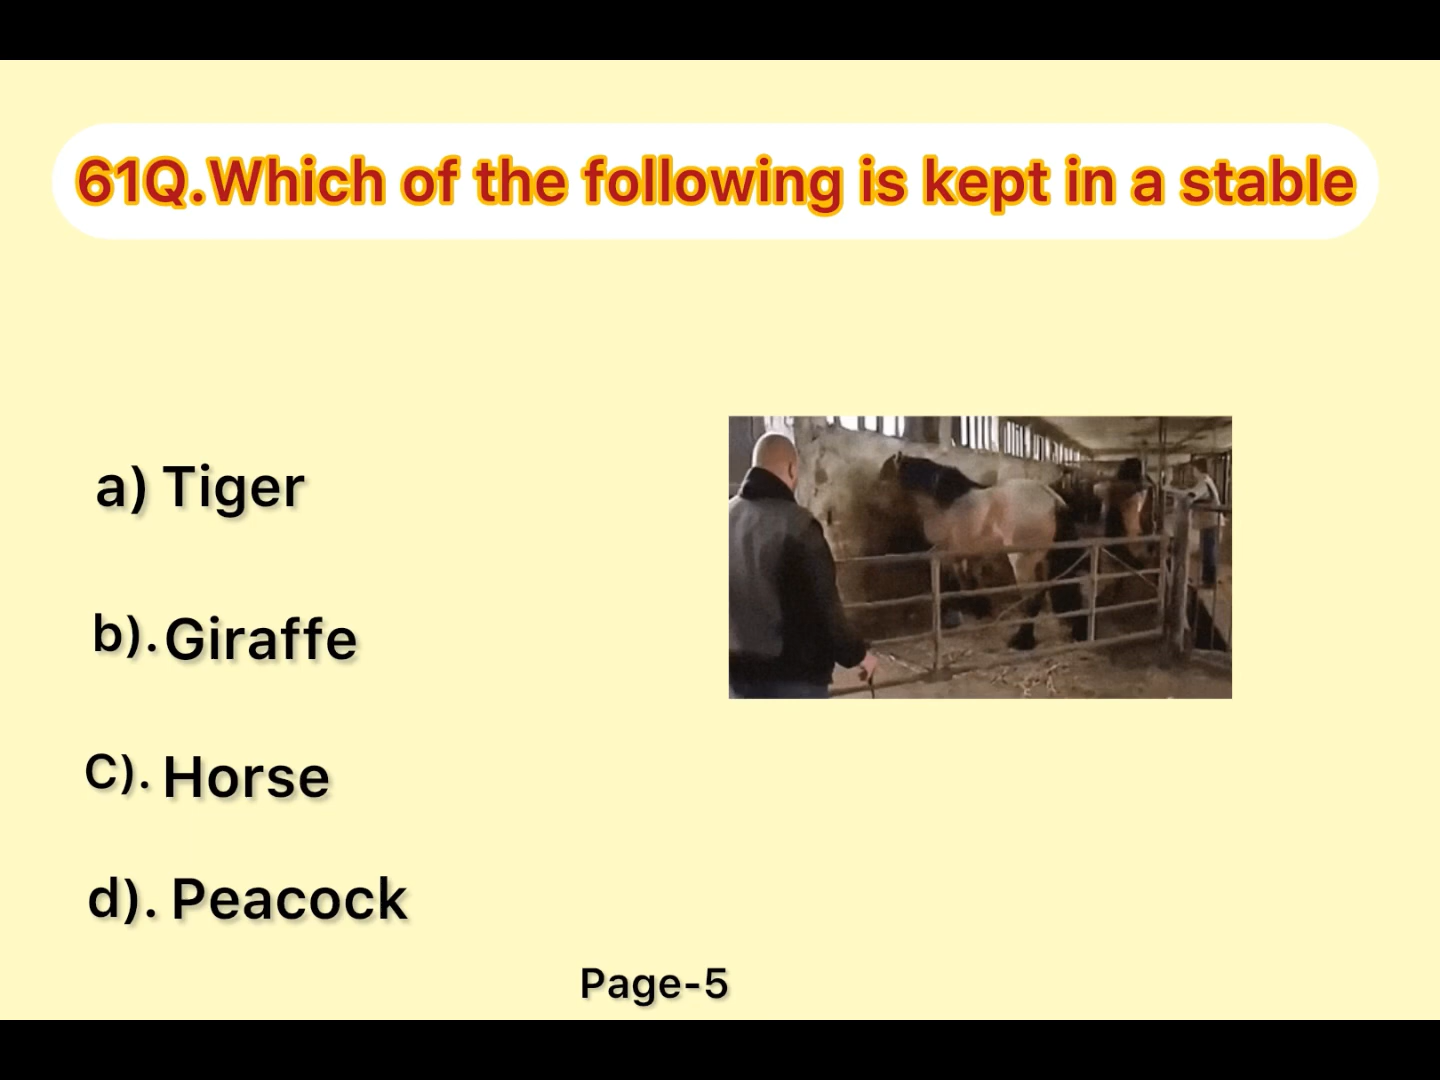 61Q.Which of the following is kept in a stable
a) Tiger
b). Giraffe
C). Horse
d). Peacock
Page-5